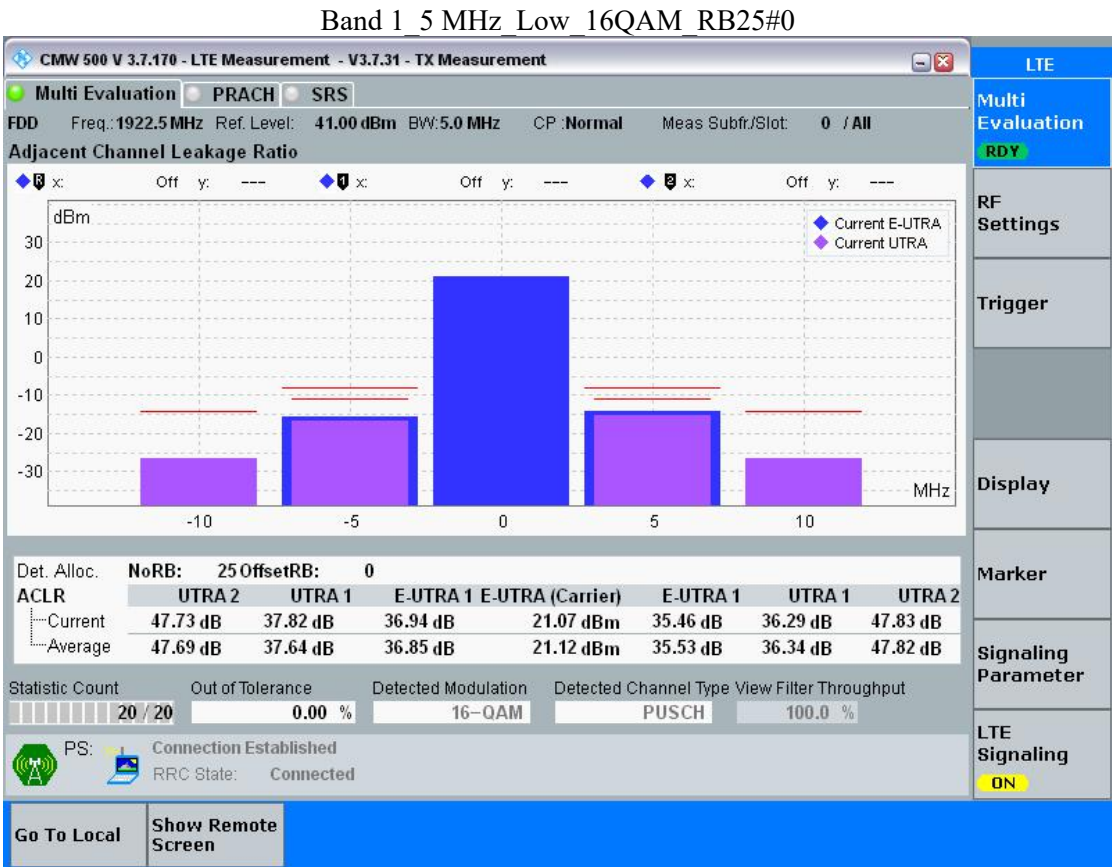 Band 1_5 MHz_Low_16QAM_RB25#0
CMW 500 V 3.7.170 - LTE Measurement - V3.7.31 - TX Measurement
LTE
Multi Evaluation PRACH SRS
Multi
Evaluation
RDY
FDD Freq.:1922.5 MHz Ref. Level: 41.00 dBm BW:5.0 MHz CP :Normal Meas Subfr./Slot: 0 / All
Adjacent Channel Leakage Ratio
R x: Off y: --- 1 x: Off y: --- 2 x: Off y: ---
RF
Settings
dBm
Current E-UTRA
Current UTRA
30
20
10
0
-10
-20
-30
MHz
-10 -5 0 5 10
Trigger
Display
Marker
Signaling
Parameter
LTE
Signaling
ON
Det. Alloc. NoRB: 25 OffsetRB: 0
ACLR UTRA 2 UTRA 1 E-UTRA 1 E-UTRA (Carrier) E-UTRA 1 UTRA 1 UTRA 2
Current 47.73 dB 37.82 dB 36.94 dB 21.07 dBm 35.46 dB 36.29 dB 47.83 dB
Average 47.69 dB 37.64 dB 36.85 dB 21.12 dBm 35.53 dB 36.34 dB 47.82 dB
Statistic Count Out of Tolerance Detected Modulation Detected Channel Type View Filter Throughput
20 / 20 0.00 % 16-QAM PUSCH 100.0 %
PS: Connection Established
RRC State: Connected
Go To Local
Show Remote
Screen